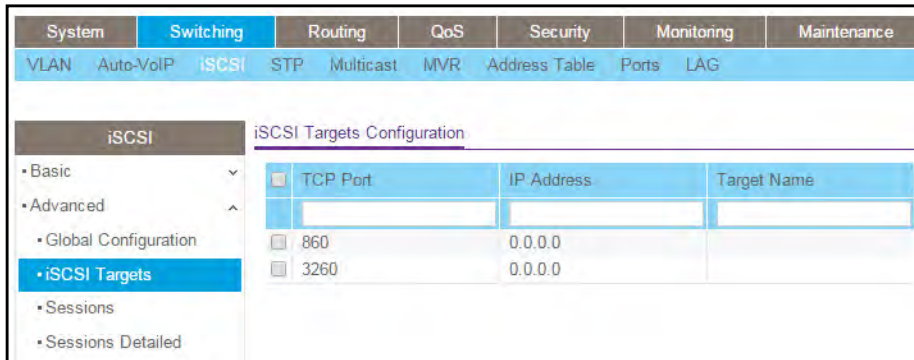 System Switching Routing QoS Security Monitoring Maintenance
VLAN Auto-VoIP iSCSI STP Multicast MVR Address Table Ports LAG
iSCSI
iSCSI Targets Configuration
Basic
Advanced
Global Configuration
iSCSI Targets
Sessions
Sessions Detailed
TCP Port IP Address Target Name
860 0.0.0.0
3260 0.0.0.0